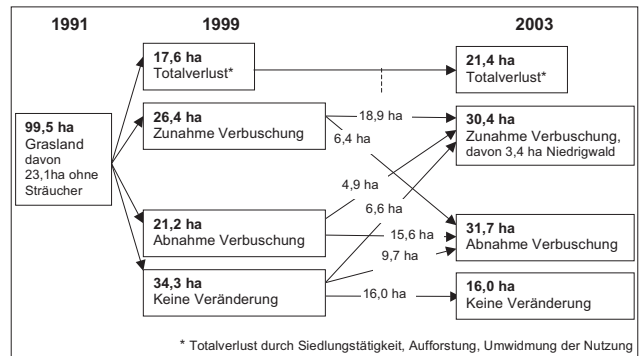 1991
1999
2003
17,6 ha
Totalverlust*
21,4 ha
Totalverlust*
99,5 ha
Grasland
davon
23,1ha ohne
Sträucher
26,4 ha
Zunahme Verbuschung
18,9 ha
6,4 ha
30,4 ha
Zunahme Verbuschung,
davon 3,4 ha Niedrigwald
4,9 ha
6,6 ha
21,2 ha
Abnahme Verbuschung
15,6 ha
9,7 ha
31,7 ha
Abnahme Verbuschung
34,3 ha
Keine Veränderung
16,0 ha
16,0 ha
Keine Veränderung
* Totalverlust durch Siedlungstätigkeit, Aufforstung, Umwidmung der Nutzung